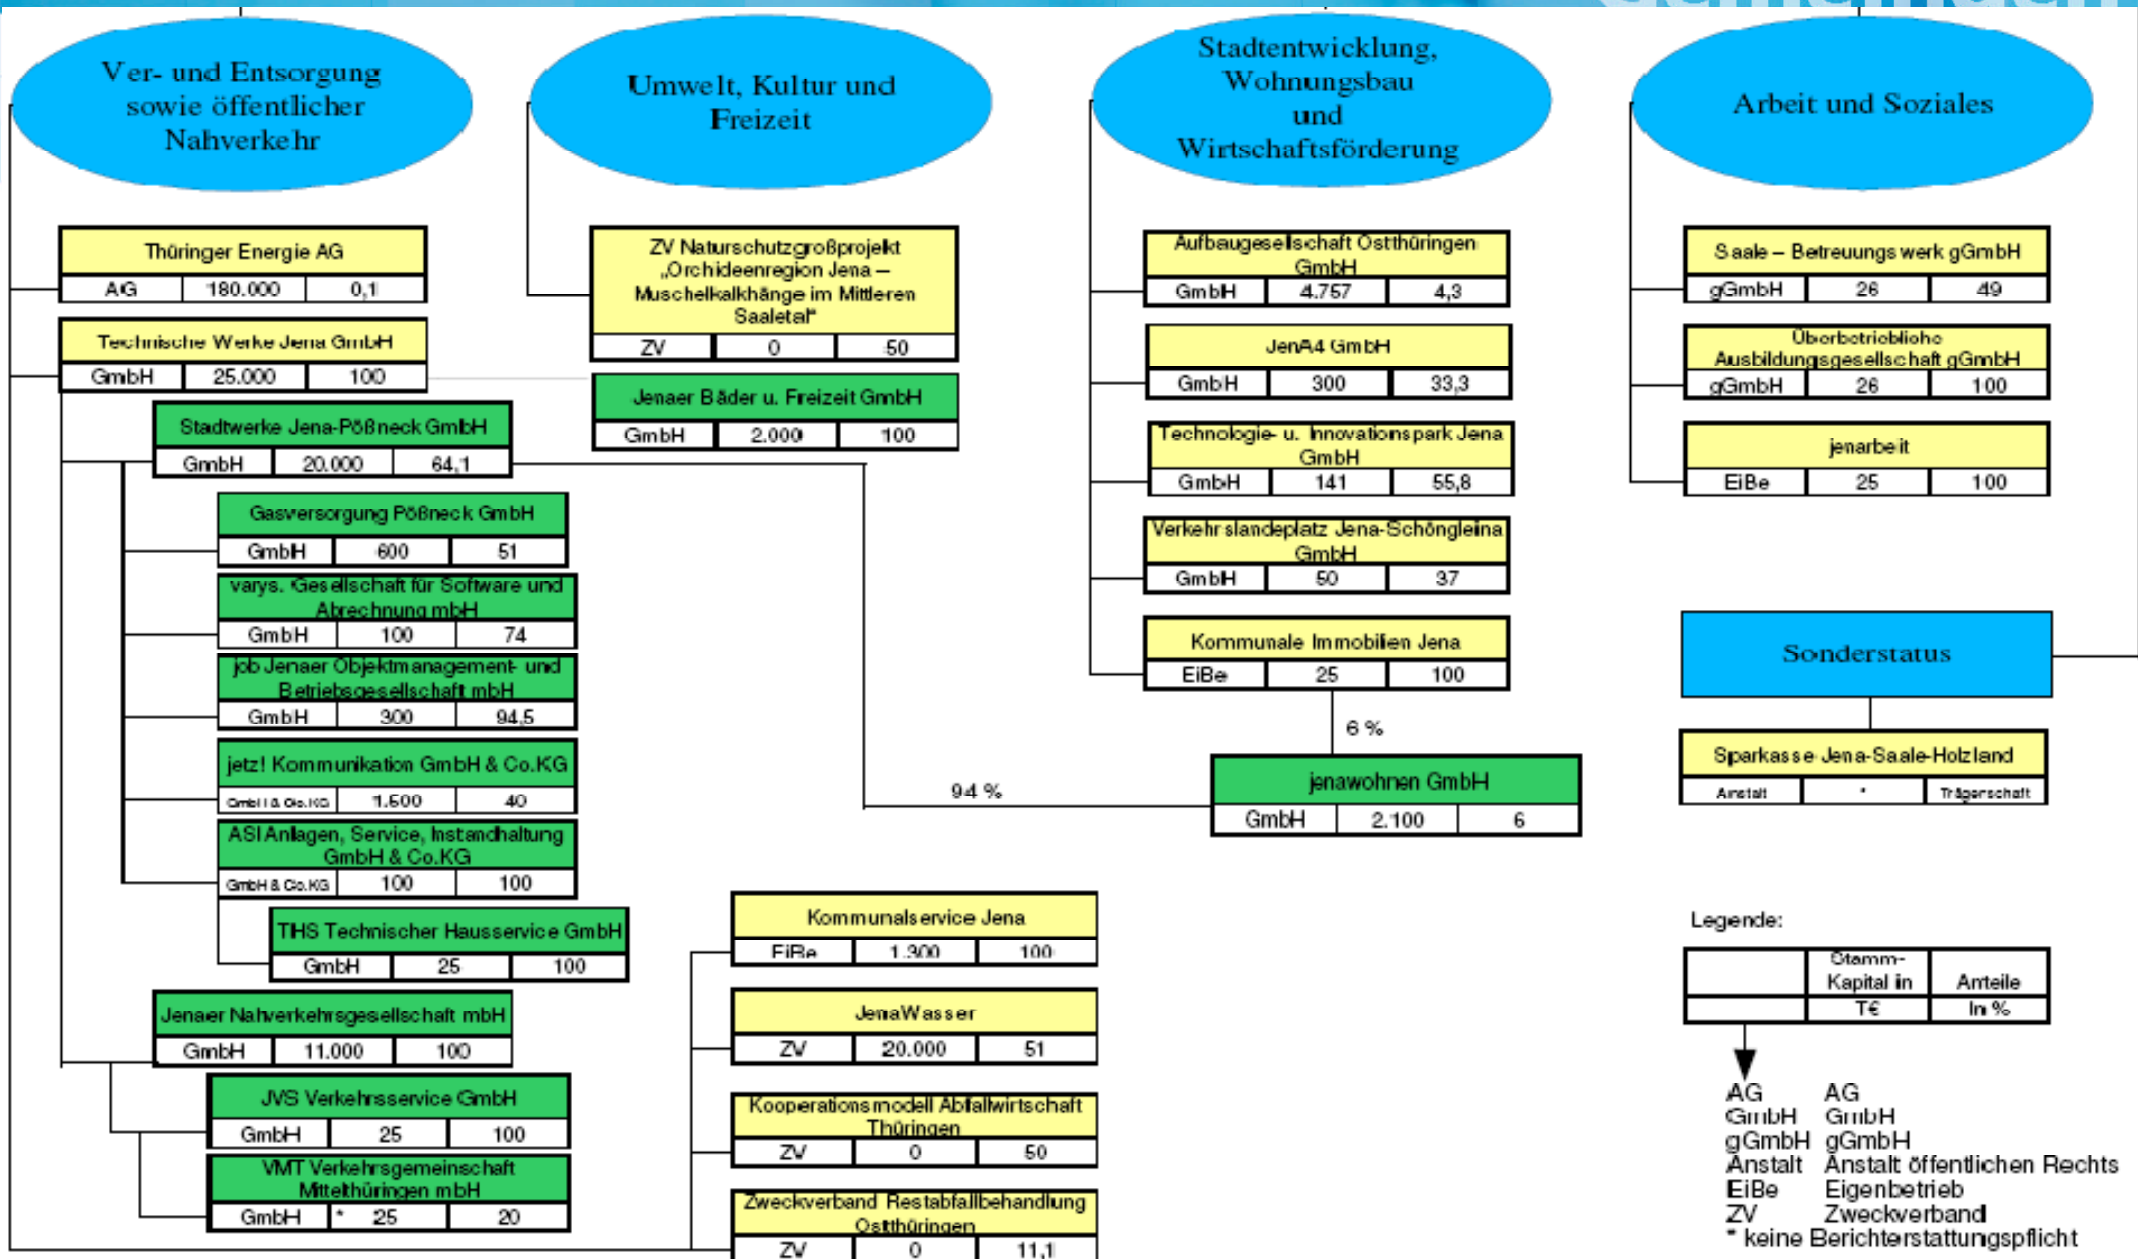 Ver- und Entsorgung
sowie öffentlicher
Nahverkehr
Thüringer Energie AG
AG 180.000 0,1
Technische Werke Jena GmbH
GmbH 25.000 100
Stadtwerke Jena-Pößneck GmbH
GmbH 20.000 64,1
Gasversorgung Pößneck GmbH
GmbH 600 51
varys. Gesellschaft für Software und
Abrechnung mbH
GmbH 100 74
job Jenaer Objektmanagement- und
Betriebsgesellschaft mbH
GmbH 300 94,5
jetz! Kommunikation GmbH & Co.KG
GmbH & Co.KG 1.500 40
ASI Anlagen, Service, Instandhaltung
GmbH & Co.KG
GmbH & Co.KG 100 100
THS Technischer Hausservice GmbH
GmbH 25 100
Jenaer Nahverkehrsgesellschaft mbH
GmbH 11.000 100
JVS Verkehrsservice GmbH
GmbH 25 100
VMT Verkehrsgemeinschaft
Mittelthüringen mbH
GmbH * 25 20
Kommunalservice Jena
EiBe 1.300 100
JenaWasser
ZV 20.000 51
Kooperationsmodell Abfallwirtschaft
Thüringen
ZV 0 50
Zweckverband Restabfallbehandlung
Ostthüringen
ZV 0 11,1
Umwelt, Kultur und
Freizeit
ZV Naturschutzgroßprojekt
„Orchideenregion Jena –
Muschelkalkhänge im Mittleren
Saaletal“
ZV 0 50
Jenaer Bäder u. Freizeit GmbH
GmbH 2.000 100
Stadtentwicklung,
Wohnungsbau
und
Wirtschaftsförderung
Aufbaugesellschaft Ostthüringen
GmbH
GmbH 4.757 4,3
JenA4 GmbH
GmbH 300 33,3
Technologie- u. Innovationspark Jena
GmbH
GmbH 141 55,8
Verkehrslandeplatz Jena-Schöngleina
GmbH
GmbH 50 37
Kommunale Immobilien Jena
EiBe 25 100
6 %
94 %
jenawohnen GmbH
GmbH 2.100 6
Arbeit und Soziales
Saale – Betreuungswerk gGmbH
gGmbH 26 49
Überbetriebliche
Ausbildungsgesellschaft gGmbH
gGmbH 26 100
jenarbeit
EiBe 25 100
Sonderstatus
Sparkasse Jena-Saale-Holzland
Anstalt * Trägerschaft
Legende:
Stamm-
Kapital in Anteile
T€ In %
AG AG
GmbH GmbH
gGmbH gGmbH
Anstalt Anstalt öffentlichen Rechts
EiBe Eigenbetrieb
ZV Zweckverband
* keine Berichterstattungspflicht